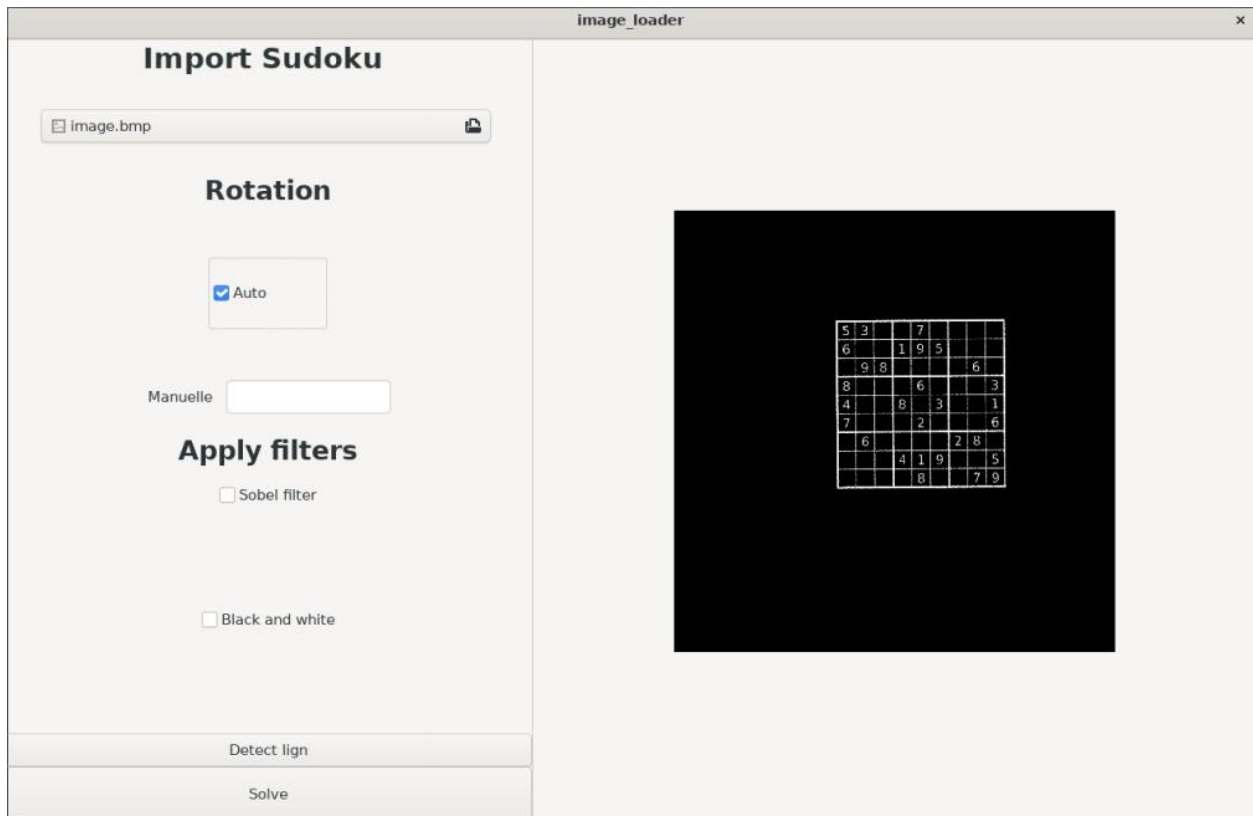 image_loader
Import Sudoku
image.bmp
Rotation
Auto
Manuelle
Apply filters
Sobel filter
Black and white
Detect lign
Solve
5 3 7
6 1 9 5
9 8 6
8 6 3
4 8 3 1
7 2 6
6 2 8
4 1 9 5
8 7 9